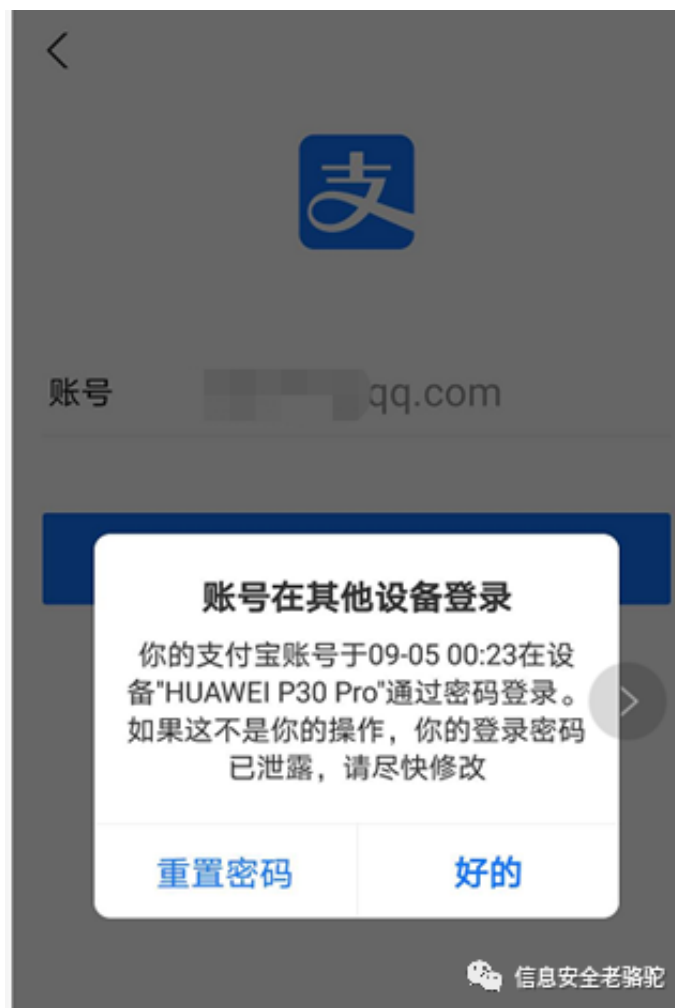 支
账号 qq.com
账号在其他设备登录
你的支付宝账号于09-05 00:23在设
备"HUAWEI P30 Pro"通过密码登录。
如果这不是你的操作，你的登录密码
已泄露，请尽快修改
重置密码 好的
信息安全老骆驼